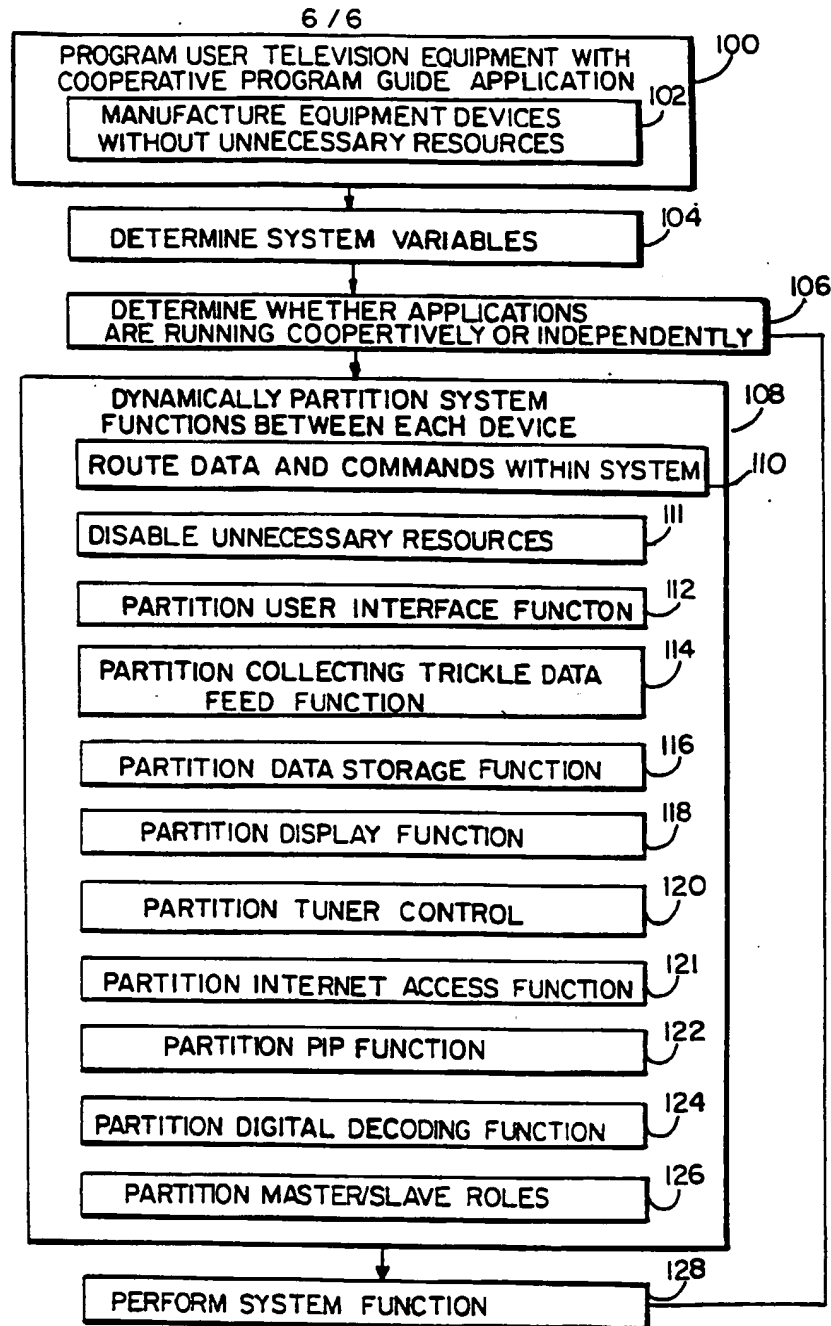 6/6
PROGRAM USER TELEVISION EQUIPMENT WITH
COOPERATIVE PROGRAM GUIDE APPLICATION
100
MANUFACTURE EQUIPMENT DEVICES
WITHOUT UNNECESSARY RESOURCES
102
DETERMINE SYSTEM VARIABLES
104
DETERMINE WHETHER APPLICATIONS
ARE RUNNING COOPERTIVELY OR INDEPENDENTLY
106
DYNAMICALLY PARTITION SYSTEM
FUNCTIONS BETWEEN EACH DEVICE
108
ROUTE DATA AND COMMANDS WITHIN SYSTEM
110
DISABLE UNNECESSARY RESOURCES
111
PARTITION USER INTERFACE FUNCTON
112
PARTITION COLLECTING TRICKLE DATA
FEED FUNCTION
114
PARTITION DATA STORAGE FUNCTION
116
PARTITION DISPLAY FUNCTION
118
PARTITION TUNER CONTROL
120
PARTITION INTERNET ACCESS FUNCTION
121
PARTITION PIP FUNCTION
122
PARTITION DIGITAL DECODING FUNCTION
124
PARTITION MASTER/SLAVE ROLES
126
PERFORM SYSTEM FUNCTION
128